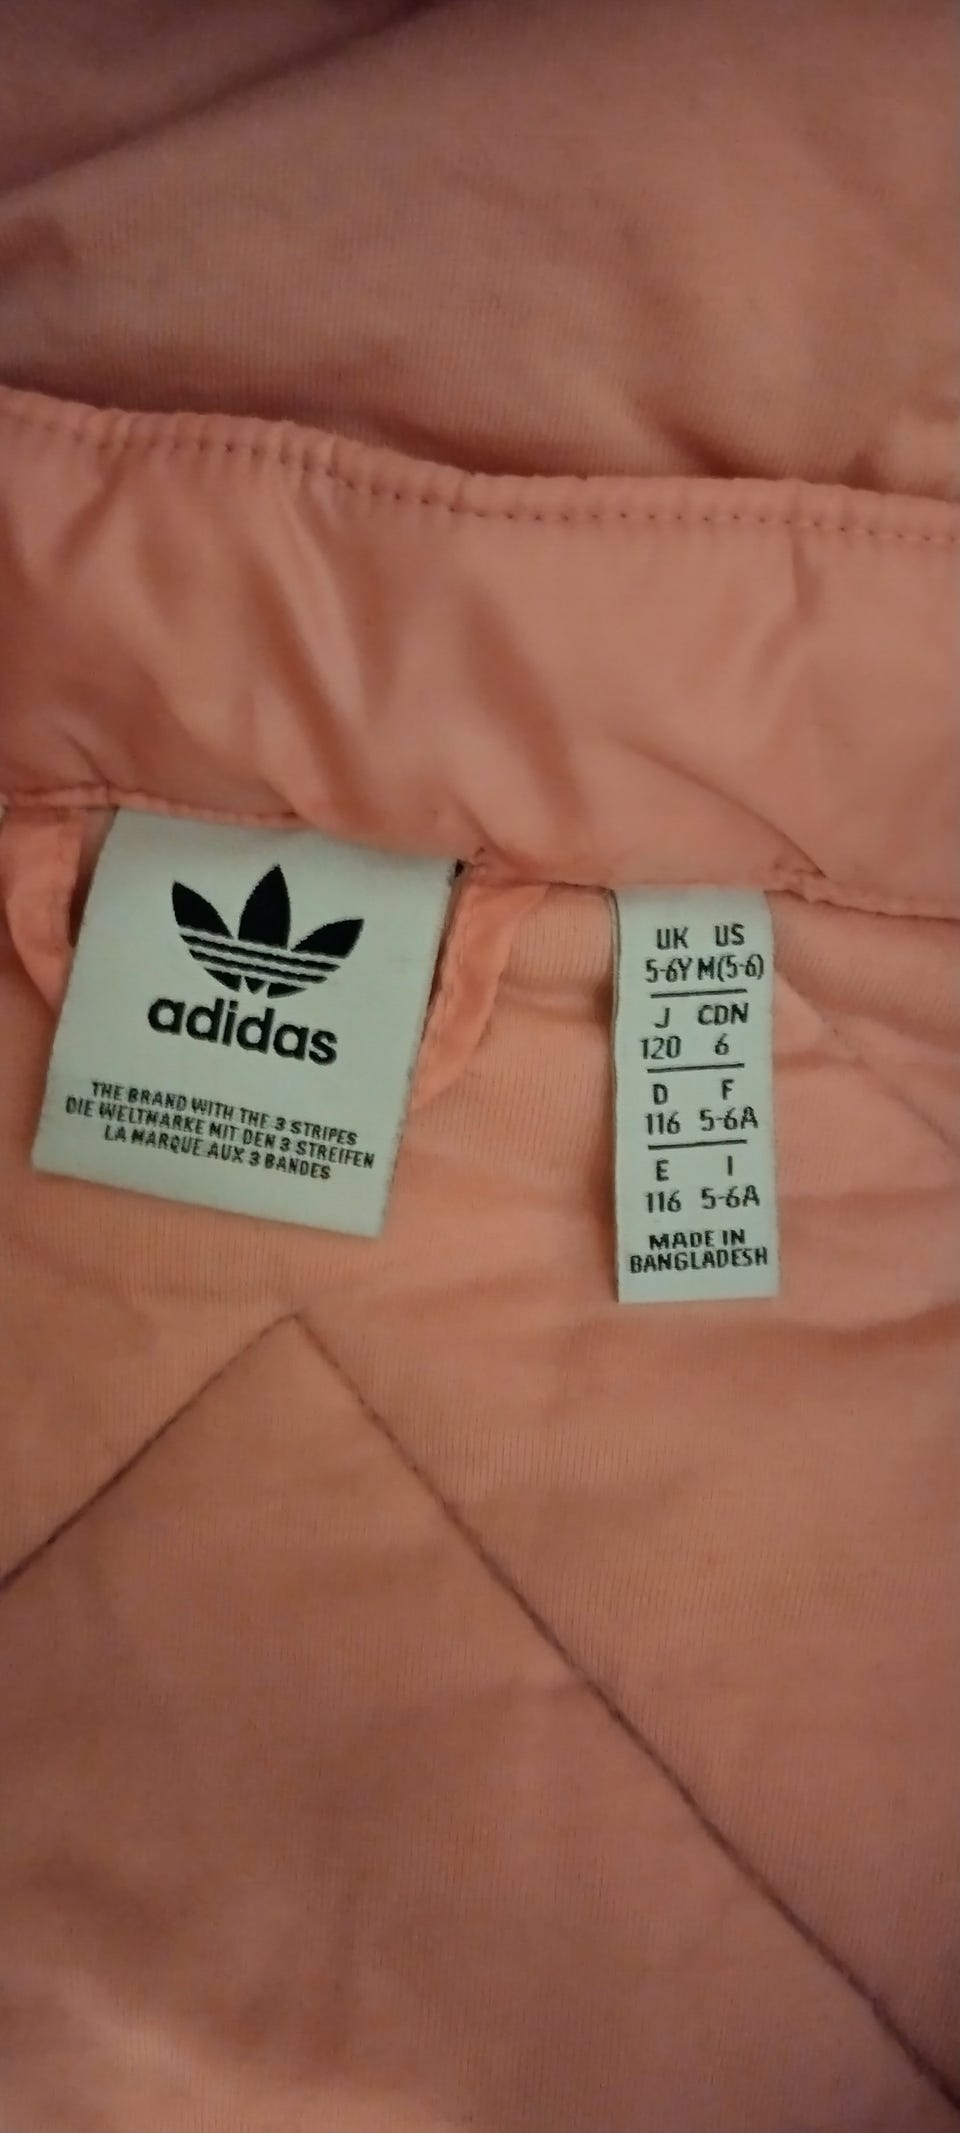 adidas
THE BRAND WITH THE 3 STRIPES
DIE WELTMARKE MIT DEN 3 STREIFEN
LA MARQUE AUX 3 BANDES
UK US
5-6Y M(5-6)
J CDN
120 6
D F
116 5-6A
E I
116 5-6A
MADE IN
BANGLADESH